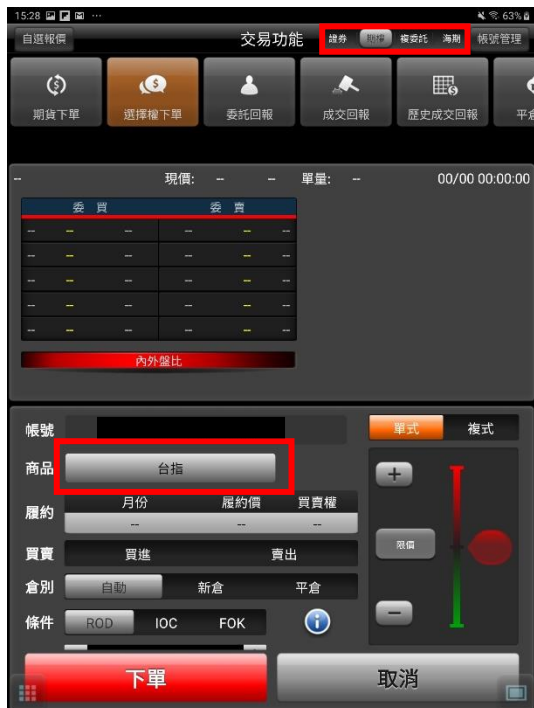 15:28 63%
自選報價 交易功能 證券 期權 複委託 海期 帳號管理
期貨下單 選擇權下單 委託回報 成交回報 歷史成交回報 平倉
-- 現價: -- -- 單量: -- 00/00 00:00:00
委 買 委 賣
-- -- -- -- -- --
-- -- -- -- -- --
-- -- -- -- -- --
-- -- -- -- -- --
-- -- -- -- -- --
內外盤比
帳號 單式 複式
商品 台指
履約 月份 履約價 買賣權
-- -- --
買賣 買進 賣出 限價
倉別 自動 新倉 平倉
條件 ROD IOC FOK
下單 取消